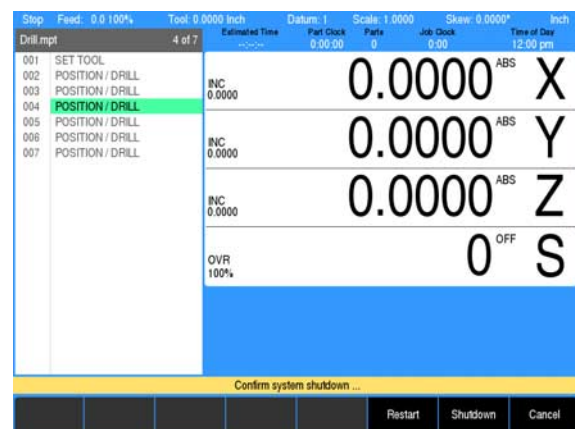 Stop Feed: 0.0 100% Tool: 0.0000 Inch Datum: 1 Scale: 1.0000 Skew: 0.0000° Inch
Drill.mpt 4 of 7
Estimated Time Part Clock Parts Job Clock Time of Day
--:--:-- 0:00:00 0 0:00 12:00 pm
001 SET TOOL
002 POSITION / DRILL
003 POSITION / DRILL
004 POSITION / DRILL
005 POSITION / DRILL
006 POSITION / DRILL
007 POSITION / DRILL
INC 0.0000 0.0000 ABS X
INC 0.0000 0.0000 ABS Y
INC 0.0000 0.0000 ABS Z
OVR 100% 0 OFF S
Confirm system shutdown ...
Restart Shutdown Cancel